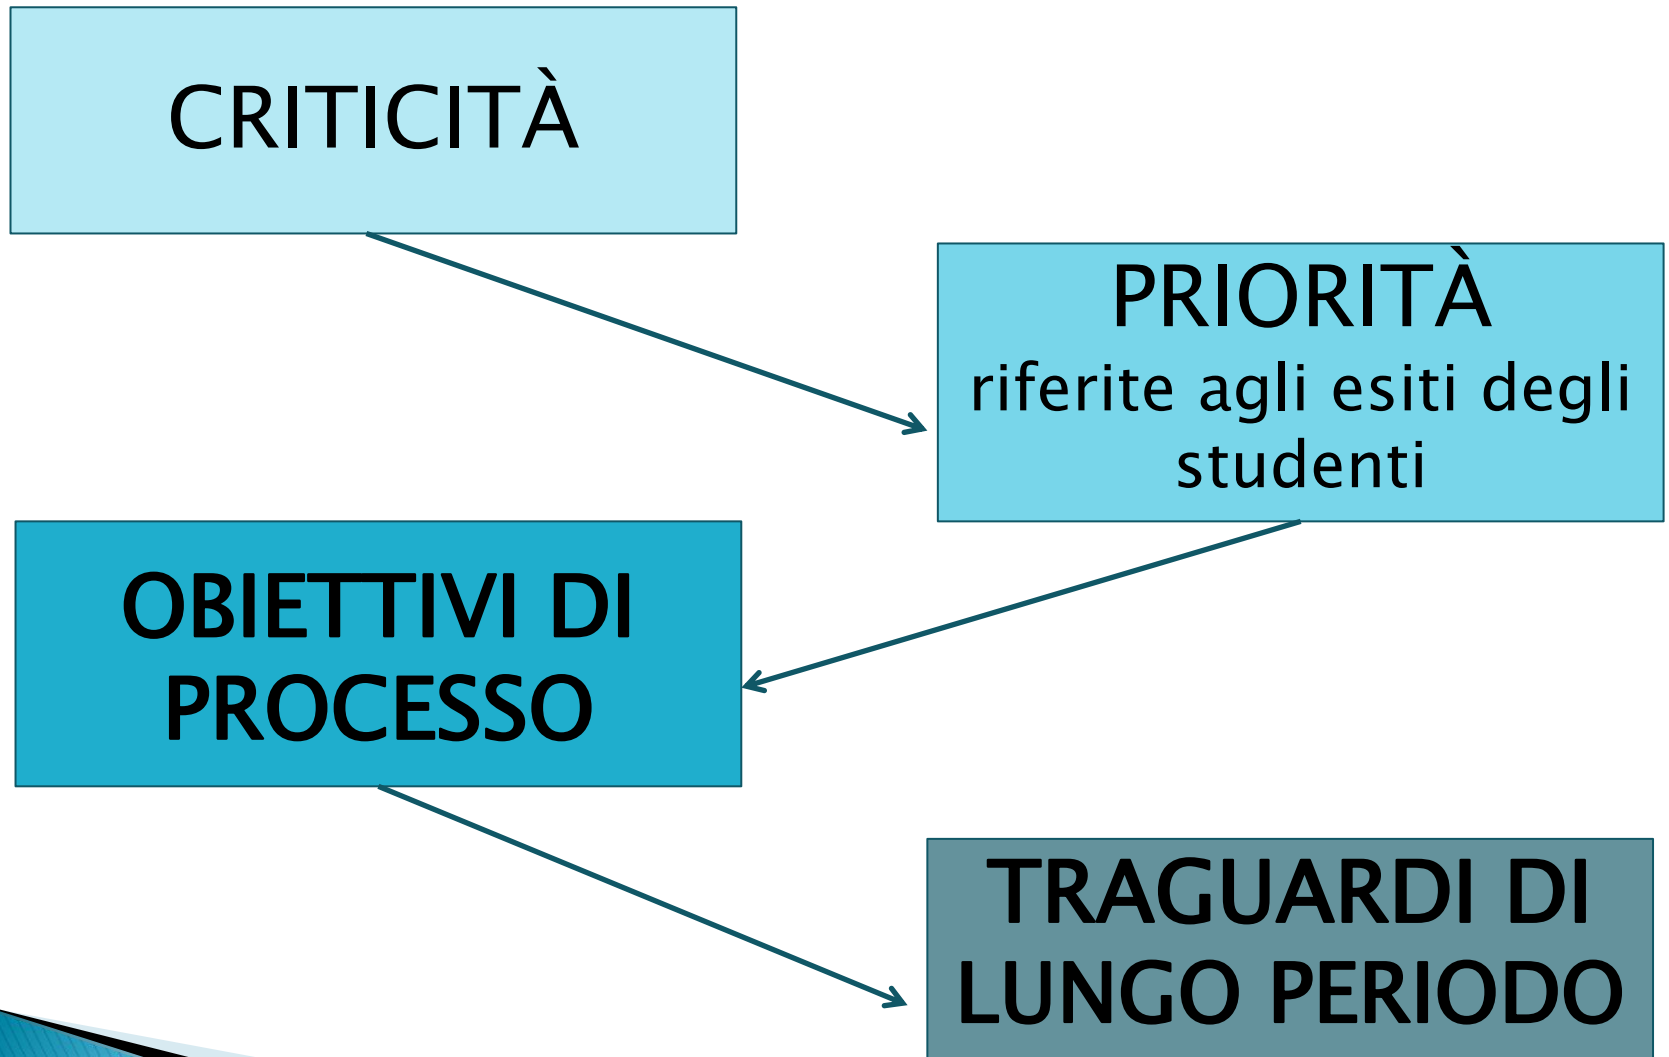 CRITICITÀ
PRIORITÀ
riferite agli esiti degli
studenti
OBIETTIVI DI
PROCESSO
TRAGUARDI DI
LUNGO PERIODO